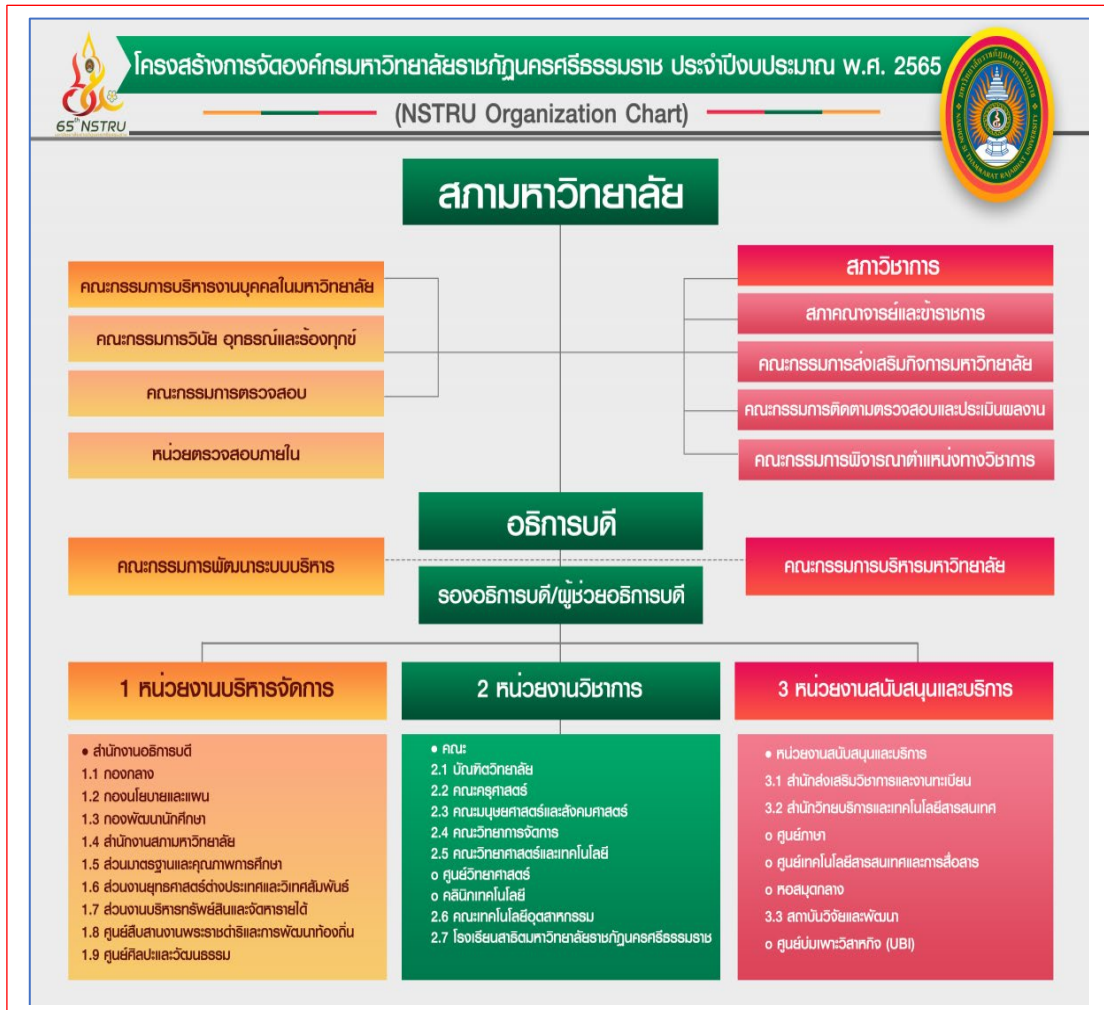 โครงสร้างการจัดองค์กรมหาวิทยาลัยราชภัฏนครศรีธรรมราช ประจำปีงบประมาณ พ.ศ. 2565
(NSTRU Organization Chart)
65th NSTRU
NAKHON SI THAMMARAT RAJABHAT UNIVERSITY
สภามหาวิทยาลัย
คณะกรรมการบริหารงานบุคคลในมหาวิทยาลัย
คณะกรรมการวินัย อุทธรณ์และร้องทุกข์
คณะกรรมการตรวจสอบ
หน่วยตรวจสอบภายใน
สภาวิชาการ
สภาคณาจารย์และข้าราชการ
คณะกรรมการส่งเสริมกิจการมหาวิทยาลัย
คณะกรรมการติดตามตรวจสอบและประเมินผลงาน
คณะกรรมการพิจารณาตำแหน่งทางวิชาการ
อธิการบดี
คณะกรรมการพัฒนาระบบบริหาร
คณะกรรมการบริหารมหาวิทยาลัย
รองอธิการบดี/ผู้ช่วยอธิการบดี
1 หน่วยงานบริหารจัดการ
• สำนักงานอธิการบดี
1.1 กองกลาง
1.2 กองนโยบายและแผน
1.3 กองพัฒนานักศึกษา
1.4 สำนักงานสภามหาวิทยาลัย
1.5 ส่วนมาตรฐานและคุณภาพการศึกษา
1.6 ส่วนงานยุทธศาสตร์ต่างประเทศและวิเทศสัมพันธ์
1.7 ส่วนงานบริหารทรัพย์สินและจัดหารายได้
1.8 ศูนย์สืบสานงานพระราชดำริและการพัฒนาท้องถิ่น
1.9 ศูนย์ศิลปะและวัฒนธรรม
2 หน่วยงานวิชาการ
• คณะ
2.1 บัณฑิตวิทยาลัย
2.2 คณะครุศาสตร์
2.3 คณะมนุษยศาสตร์และสังคมศาสตร์
2.4 คณะวิทยาการจัดการ
2.5 คณะวิทยาศาสตร์และเทคโนโลยี
o ศูนย์วิทยาศาสตร์
o คลินิกเทคโนโลยี
2.6 คณะเทคโนโลยีอุตสาหกรรม
2.7 โรงเรียนสาธิตมหาวิทยาลัยราชภัฏนครศรีธรรมราช
3 หน่วยงานสนับสนุนและบริการ
• หน่วยงานสนับสนุนและบริการ
3.1 สำนักส่งเสริมวิชาการและงานทะเบียน
3.2 สำนักวิทยบริการและเทคโนโลยีสารสนเทศ
o ศูนย์ภาษา
o ศูนย์เทคโนโลยีสารสนเทศและการสื่อสาร
o หอสมุดกลาง
3.3 สถาบันวิจัยและพัฒนา
o ศูนย์บ่มเพาะวิสาหกิจ (UBI)